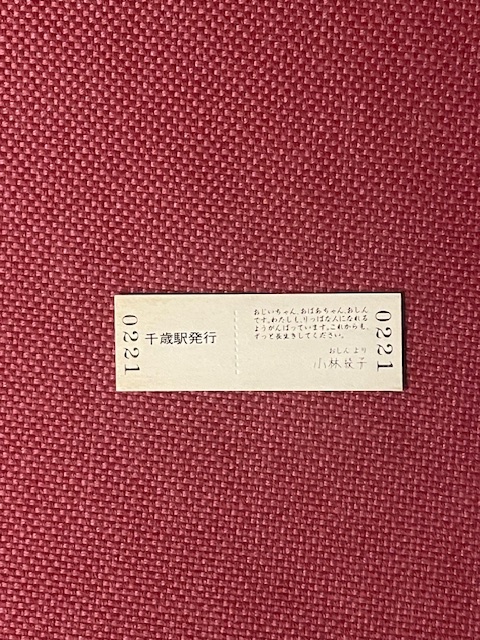 0221
千歳駅発行
おじいちゃん、おばあちゃん、おしん
です。わたしも、りっぱな人になれる
ようがんばっています。これからも、
ずっと長生きしてください。
おしんより
小林綾子
0221